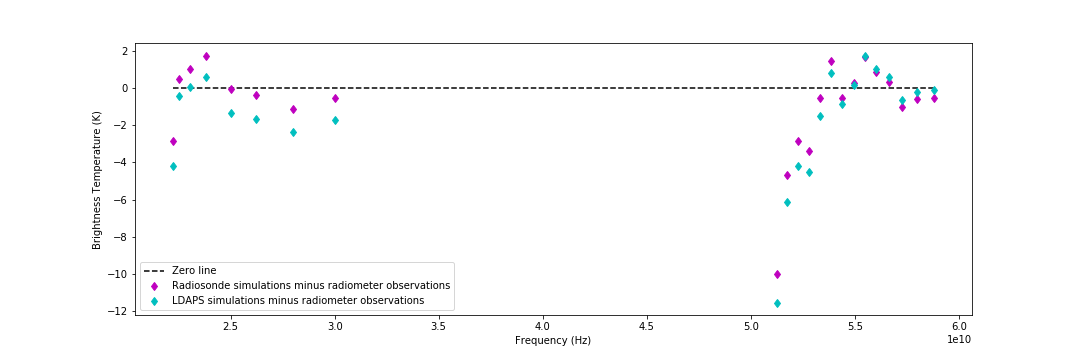 2
0
−2
−4
−6
−8
−10
−12
Brightness Temperature (K)
Zero line
Radiosonde simulations minus radiometer observations
LDAPS simulations minus radiometer observations
2.5 3.0 3.5 4.0 4.5 5.0 5.5 6.0
1e10
Frequency (Hz)